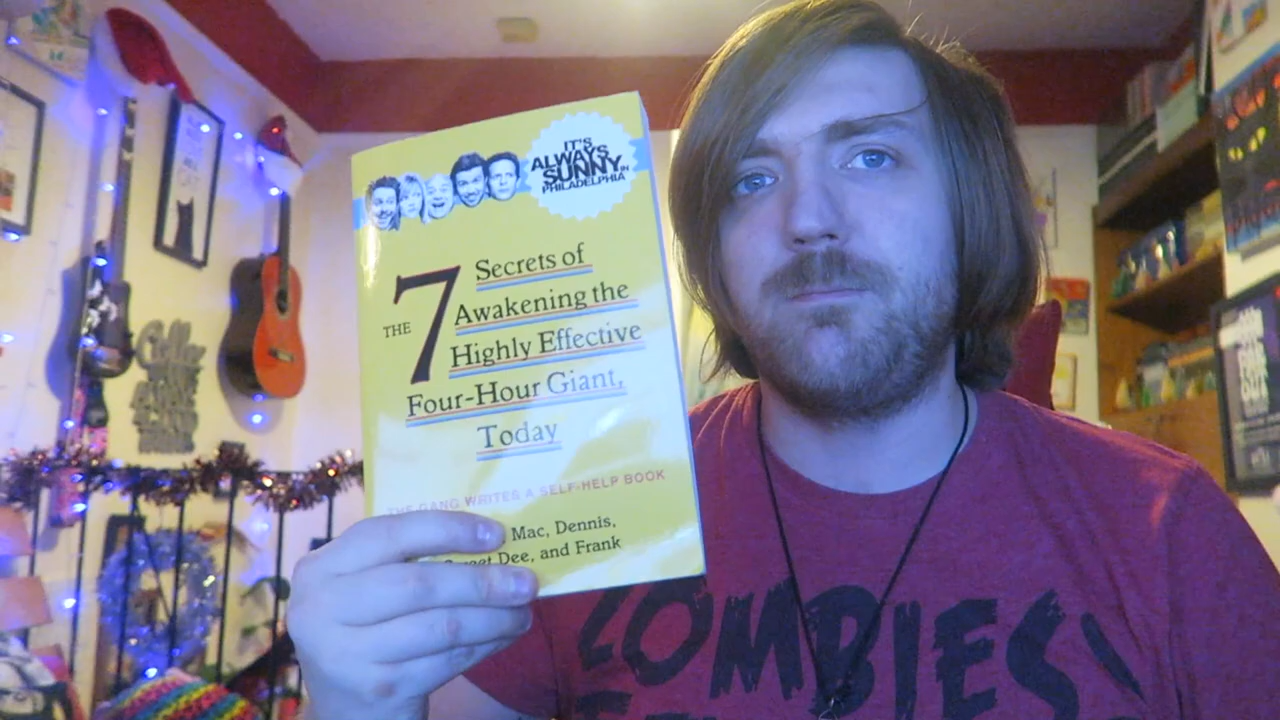 IT'S
ALWAYS
SUNNY IN
PHILADELPHIA
THE 7 Secrets of
Awakening the
Highly Effective
Four-Hour Giant,
Today
THE GANG WRITES A SELF-HELP BOOK
Mac, Dennis,
Sweet Dee, and Frank
ZOMBIES